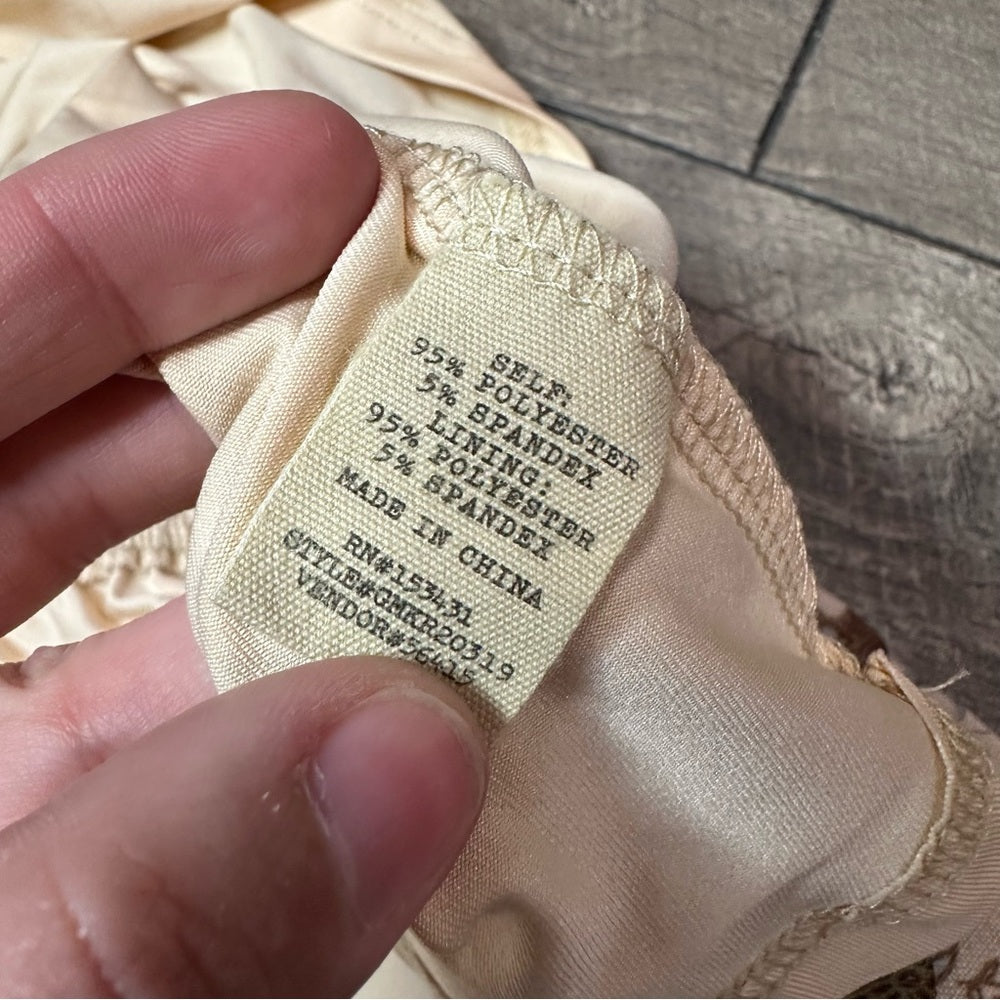 SELF:
95% POLYESTER
5% SPANDEX
LINING:
95% POLYESTER
5% SPANDEX
MADE IN CHINA
RN#153431
STYLE#GMKR20319